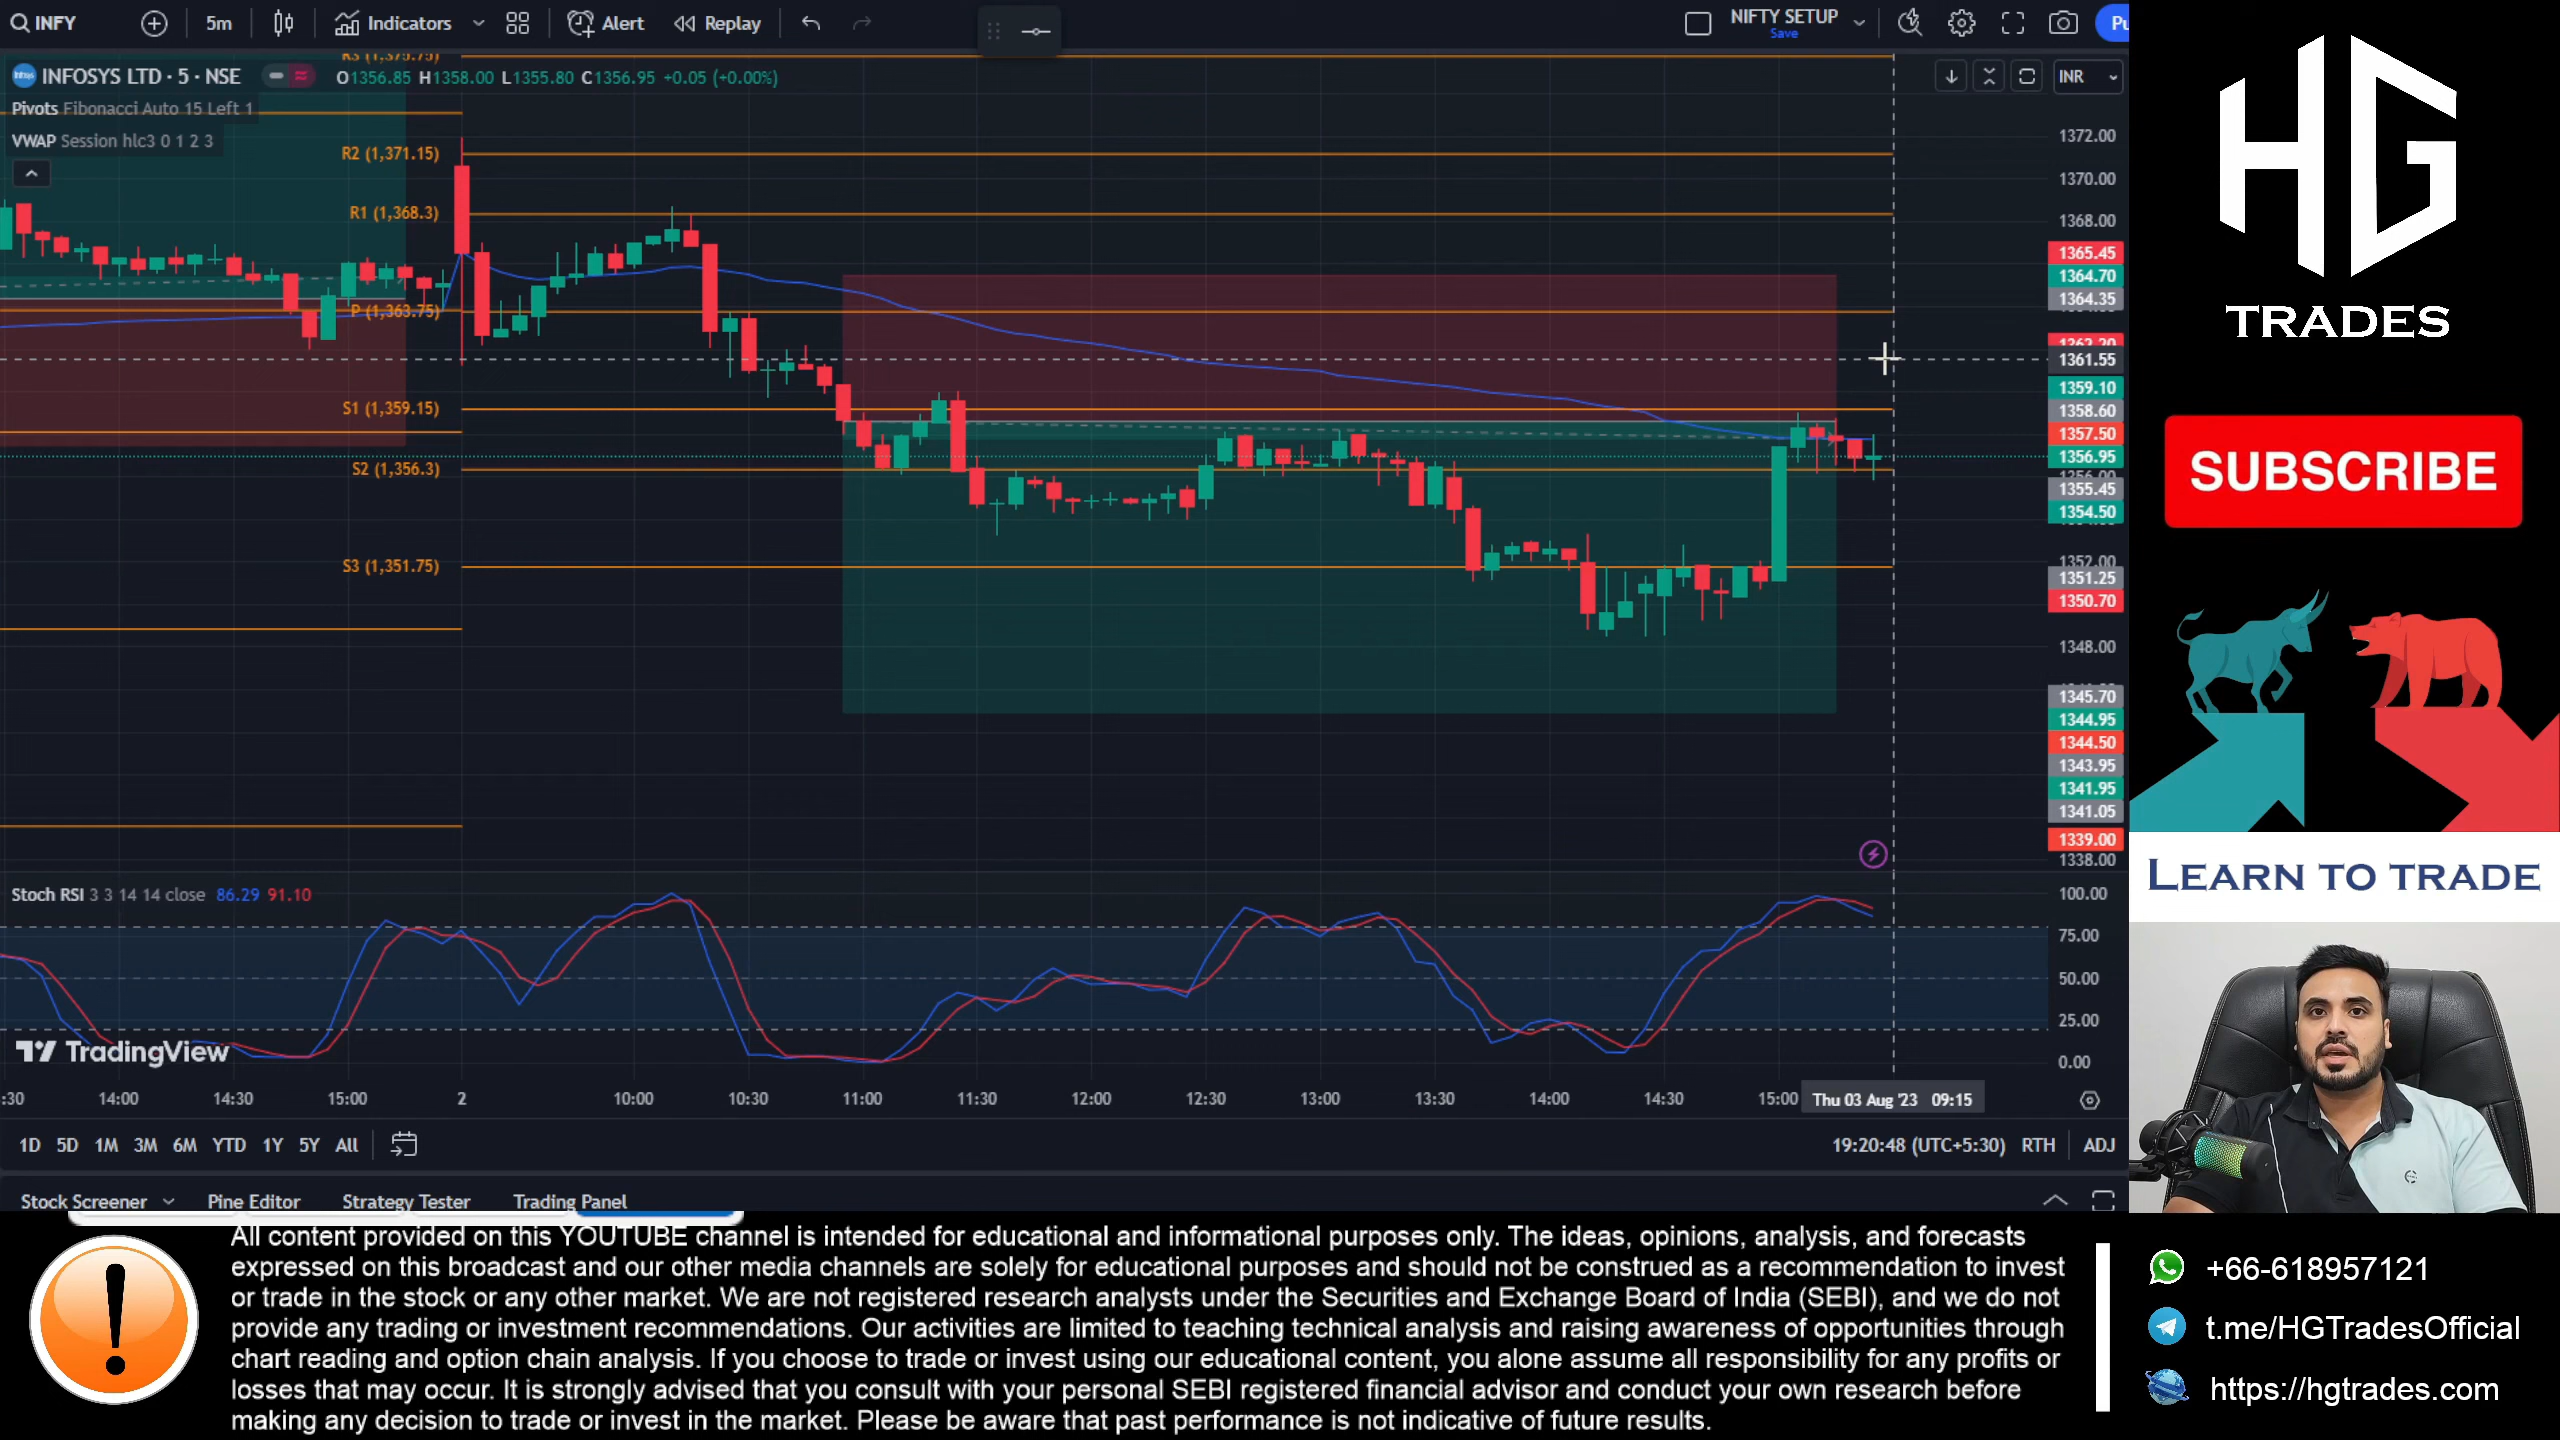 INFY
5m
Indicators
Alert
Replay
NIFTY SETUP
Save
Pu
R3 (1,375.75)
INFOSYS LTD · 5 · NSE
O1356.85 H1358.00 L1355.80 C1356.95 +0.05 (+0.00%)
INR
Pivots Fibonacci Auto 15 Left 1
VWAP Session hlc3 0 1 2 3
R2 (1,371.15)
R1 (1,368.3)
P (1,363.75)
S1 (1,359.15)
S2 (1,356.3)
S3 (1,351.75)
1372.00
1370.00
1368.00
1365.45
1364.70
1364.35
1362.20
1361.55
1359.10
1358.60
1357.50
1356.95
1356.00
1355.45
1354.50
1352.00
1351.25
1350.70
1348.00
1345.70
1344.95
1344.50
1343.95
1341.95
1341.05
1339.00
1338.00
Stoch RSI 3 3 14 14 close 86.29 91.10
100.00
75.00
50.00
25.00
0.00
TradingView
:30 14:00 14:30 15:00 2 10:00 10:30 11:00 11:30 12:00 12:30 13:00 13:30 14:00 14:30 15:00 Thu 03 Aug '23 09:15
1D 5D 1M 3M 6M YTD 1Y 5Y All
19:20:48 (UTC+5:30) RTH ADJ
Stock Screener Pine Editor Strategy Tester Trading Panel
HG
TRADES
SUBSCRIBE
LEARN TO TRADE
All content provided on this YOUTUBE channel is intended for educational and informational purposes only. The ideas, opinions, analysis, and forecasts
expressed on this broadcast and our other media channels are solely for educational purposes and should not be construed as a recommendation to invest
or trade in the stock or any other market. We are not registered research analysts under the Securities and Exchange Board of India (SEBI), and we do not
provide any trading or investment recommendations. Our activities are limited to teaching technical analysis and raising awareness of opportunities through
chart reading and option chain analysis. If you choose to trade or invest using our educational content, you alone assume all responsibility for any profits or
losses that may occur. It is strongly advised that you consult with your personal SEBI registered financial advisor and conduct your own research before
making any decision to trade or invest in the market. Please be aware that past performance is not indicative of future results.
+66-618957121
t.me/HGTradesOfficial
https://hgtrades.com